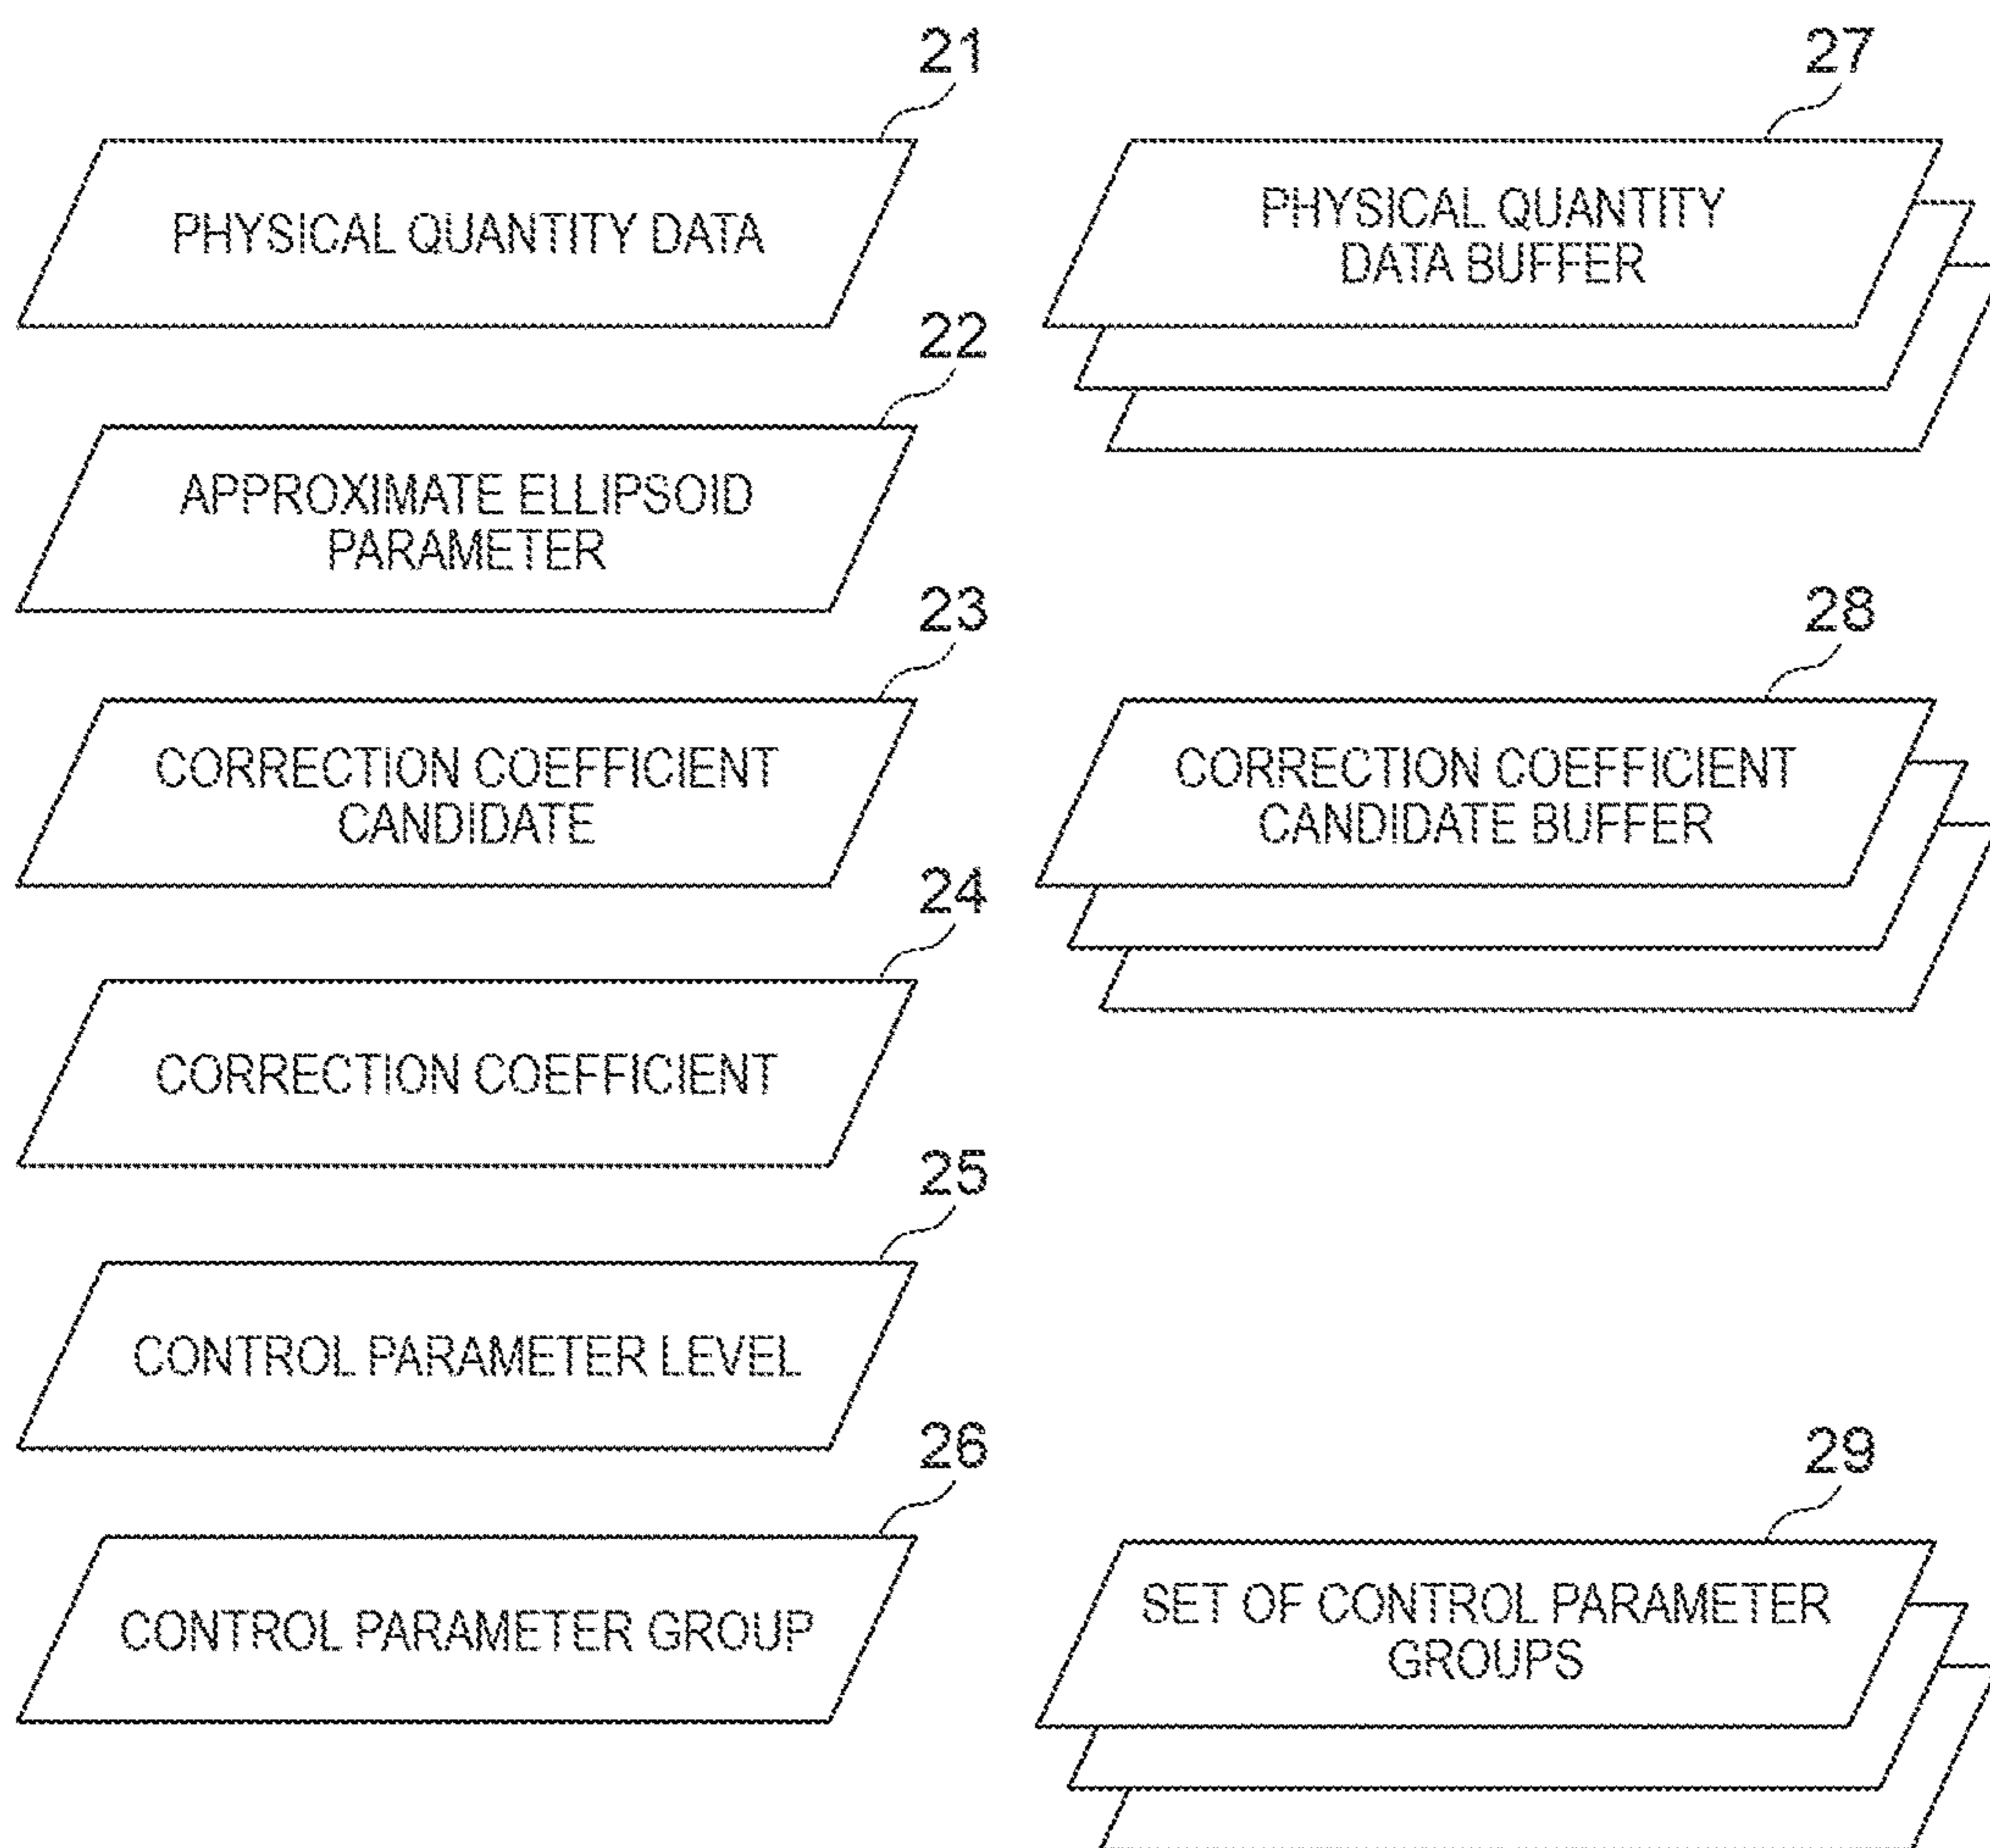 21
PHYSICAL QUANTITY DATA
22
APPROXIMATE ELLIPSOID
PARAMETER
23
CORRECTION COEFFICIENT
CANDIDATE
24
CORRECTION COEFFICIENT
25
CONTROL PARAMETER LEVEL
26
CONTROL PARAMETER GROUP
27
PHYSICAL QUANTITY
DATA BUFFER
28
CORRECTION COEFFICIENT
CANDIDATE BUFFER
29
SET OF CONTROL PARAMETER
GROUPS